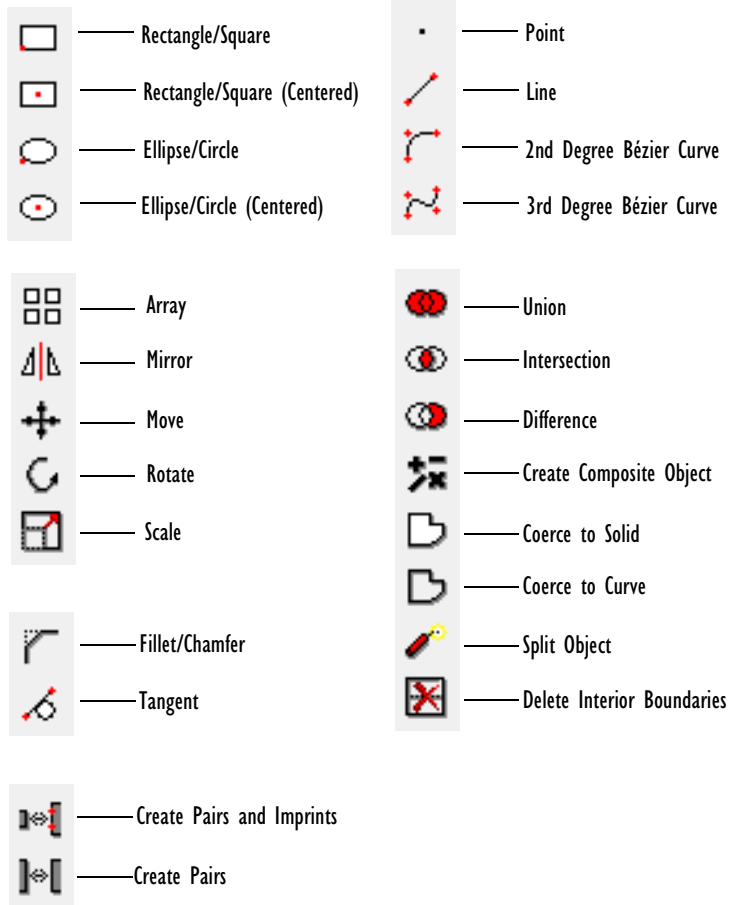 Rectangle/Square
Rectangle/Square (Centered)
Ellipse/Circle
Ellipse/Circle (Centered)
Point
Line
2nd Degree Bézier Curve
3rd Degree Bézier Curve
Array
Mirror
Move
Rotate
Scale
Union
Intersection
Difference
Create Composite Object
Coerce to Solid
Coerce to Curve
Split Object
Delete Interior Boundaries
Fillet/Chamfer
Tangent
Create Pairs and Imprints
Create Pairs